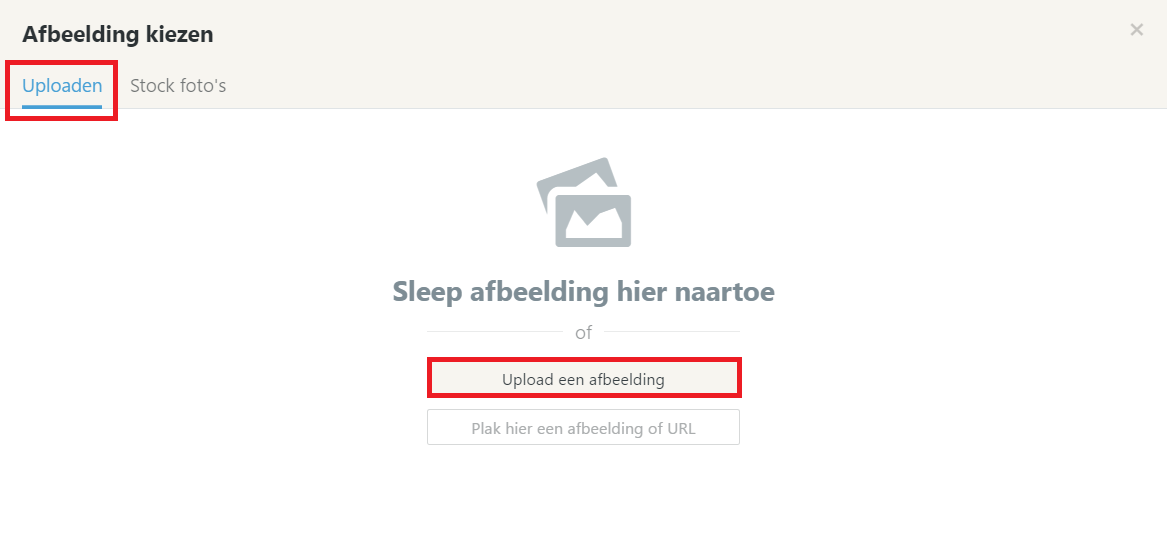 Afbeelding kiezen
×
Uploaden
Stock foto's
Sleep afbeelding hier naartoe
of
Upload een afbeelding
Plak hier een afbeelding of URL